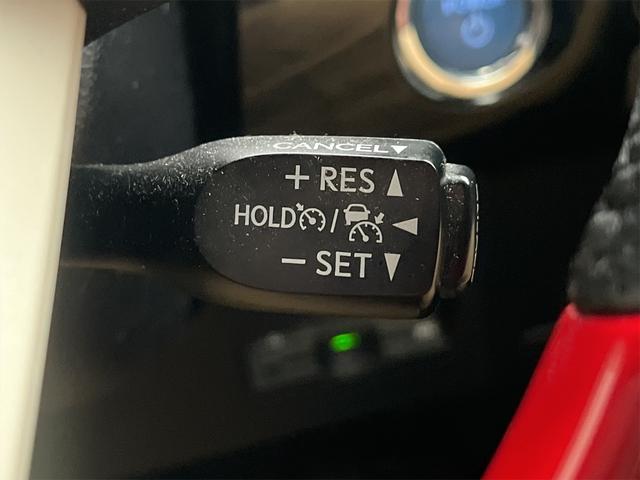 CANCEL▼
+ RES ▲
HOLD / ◄
− SET ▼